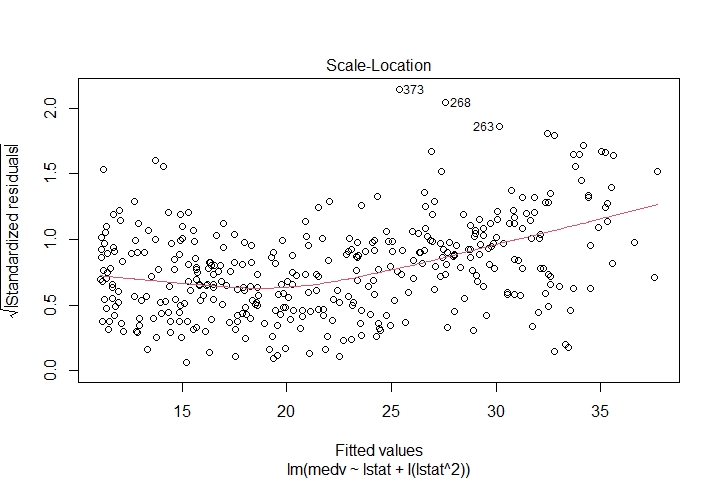 Scale-Location
√|Standardized residuals|
2.0
1.5
1.0
0.5
0.0
373
268
263
15 20 25 30 35
Fitted values
lm(medv ~ lstat + I(lstat^2))